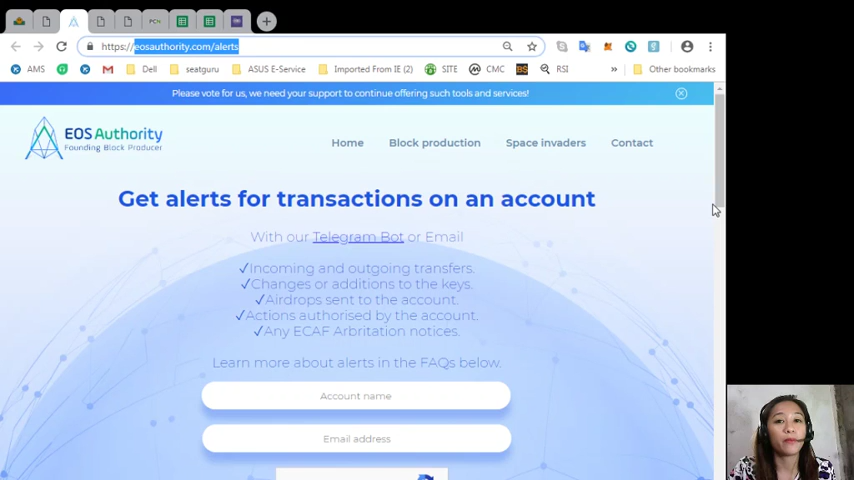 PCN
https://eosauthority.com/alerts
AMS
Dell
seatguru
ASUS E-Service
Imported From IE (2)
SITE
CMC
BS
RSI
»
Other bookmarks
Please vote for us, we need your support to continue offering such tools and services!
EOS Authority
Founding Block Producer
Home
Block production
Space invaders
Contact
Get alerts for transactions on an account
With our Telegram Bot or Email
✓Incoming and outgoing transfers.
✓Changes or additions to the keys.
✓Airdrops sent to the account.
✓Actions authorised by the account.
✓Any ECAF Arbritation notices.
Learn more about alerts in the FAQs below.
Account name
Email address